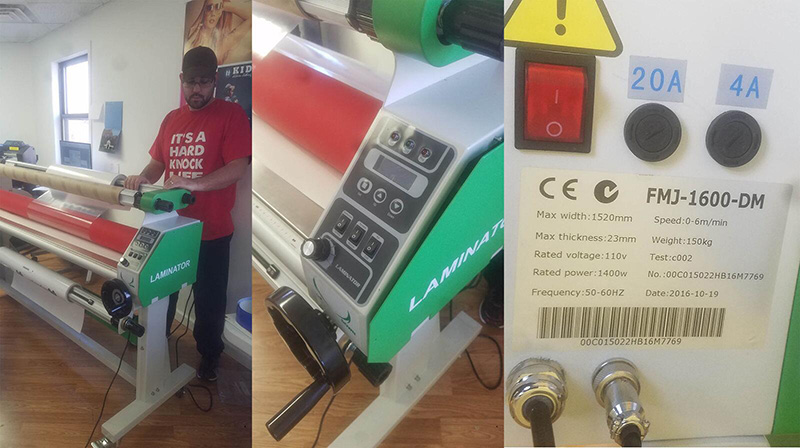 #KID
IT'S A
HARD
KNOCK
LIFE
LAMINATOR
LAMINATOR
LAMINATOR
20A
4A
CE
FMJ-1600-DM
Max width:1520mm
Speed:0-6m/min
Max thickness:23mm
Weight:150kg
Rated voltage:110v
Test:c002
Rated power:1400w
No.:00C015022HB16M7769
Frequency:50-60HZ
Date:2016-10-19
00C015022HB16M7769